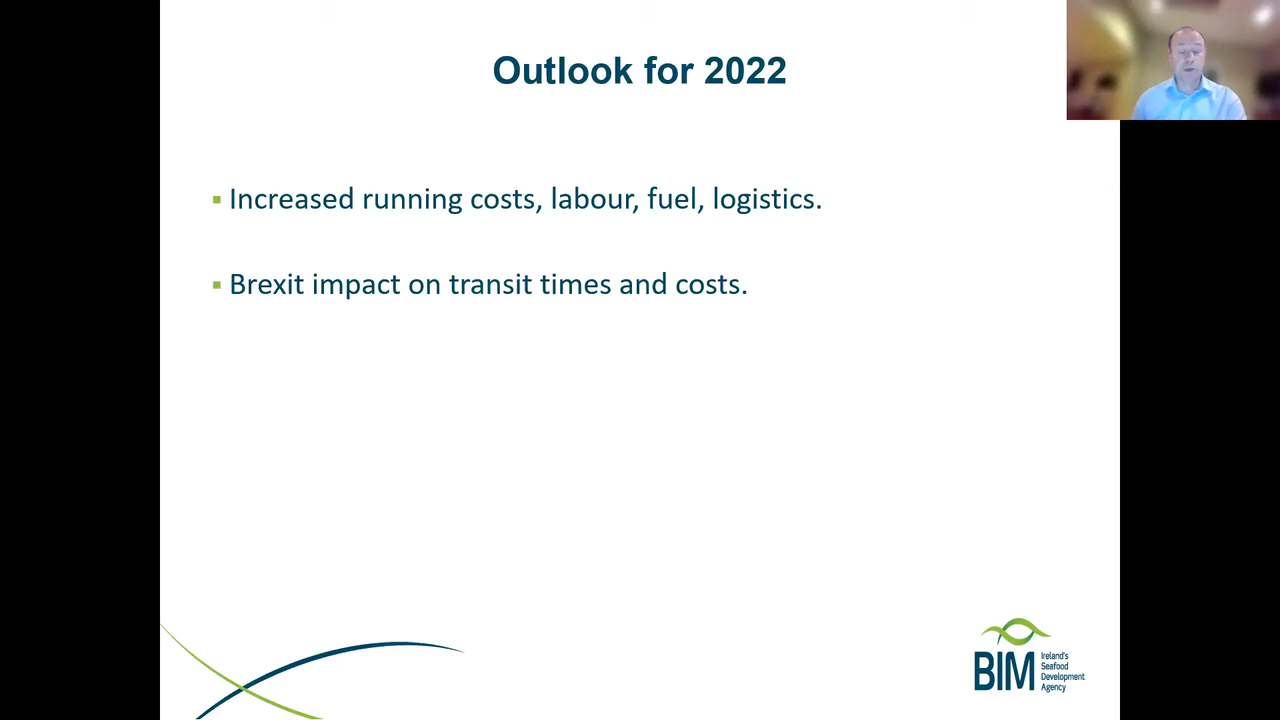 Outlook for 2022
▪ Increased running costs, labour, fuel, logistics.
▪ Brexit impact on transit times and costs.
BIM
Ireland's
Seafood
Development
Agency